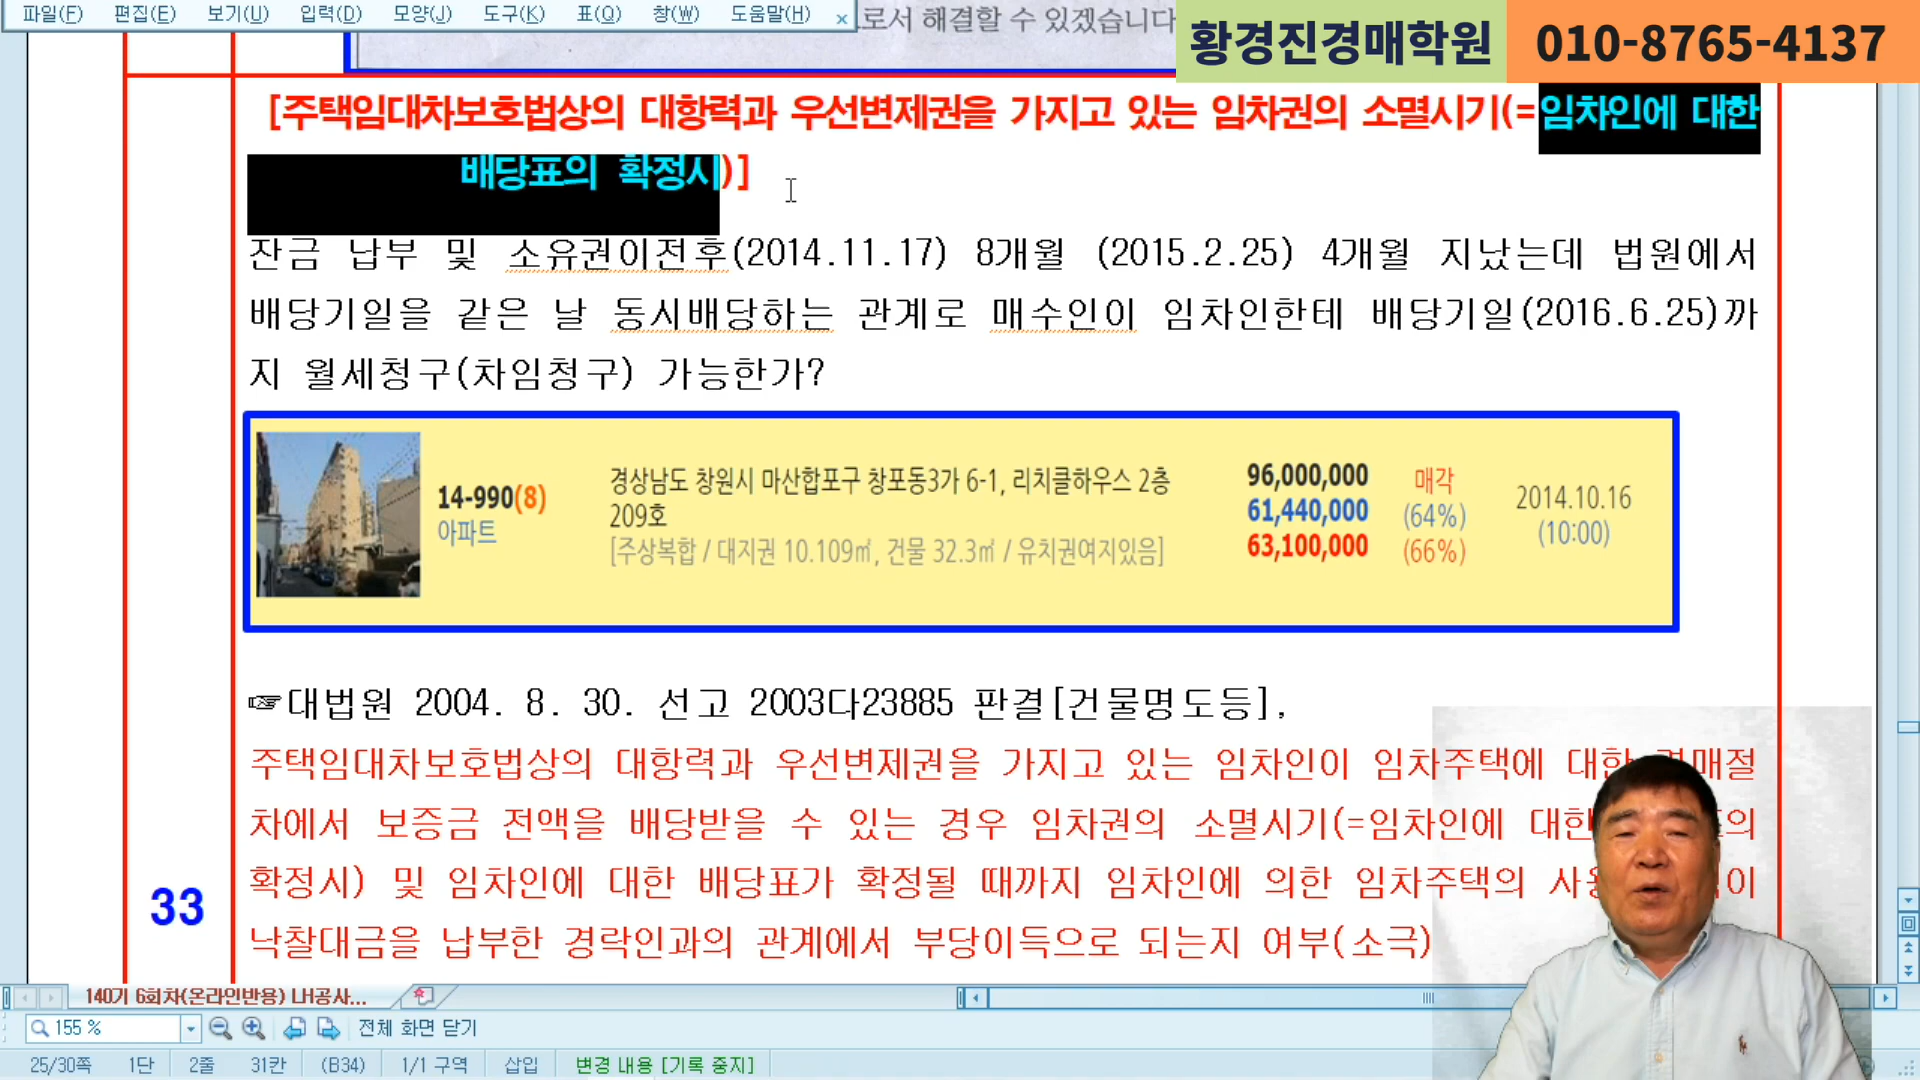 파일(F) 편집(E) 보기(U) 입력(D) 모양(J) 도구(K) 표(Q) 창(W) 도움말(H) x
로서 해결할 수 있겠습니다
황경진경매학원 010-8765-4137
[주택임대차보호법상의 대항력과 우선변제권을 가지고 있는 임차권의 소멸시기(=임차인에 대한
배당표의 확정시)]
잔금 납부 및 소유권이전후(2014.11.17) 8개월 (2015.2.25) 4개월 지났는데 법원에서
배당기일을 같은 날 동시배당하는 관계로 매수인이 임차인한테 배당기일(2016.6.25)까
지 월세청구(차임청구) 가능한가?
14-990(8)
아파트
경상남도 창원시 마산합포구 창포동3가 6-1, 리치클하우스 2층
209호
[주상복합 / 대지권 10.109㎡, 건물 32.3㎡ / 유치권여지있음]
96,000,000
61,440,000
63,100,000
매각
(64%)
(66%)
2014.10.16
(10:00)
☞대법원 2004. 8. 30. 선고 2003다23885 판결[건물명도등],
주택임대차보호법상의 대항력과 우선변제권을 가지고 있는 임차인이 임차주택에 대한 경매절
차에서 보증금 전액을 배당받을 수 있는 경우 임차권의 소멸시기(=임차인에 대한 의
확정시) 및 임차인에 대한 배당표가 확정될 때까지 임차인에 의한 임차주택의 이
낙찰대금을 납부한 경락인과의 관계에서 부당이득으로 되는지 여부(소극)
33
140기 6회차(온라인반용) LH공사...
155 % 전체 화면 닫기
25/30쪽 1단 2줄 31칸 (B34) 1/1 구역 삽입 변경 내용 [기록 중지]